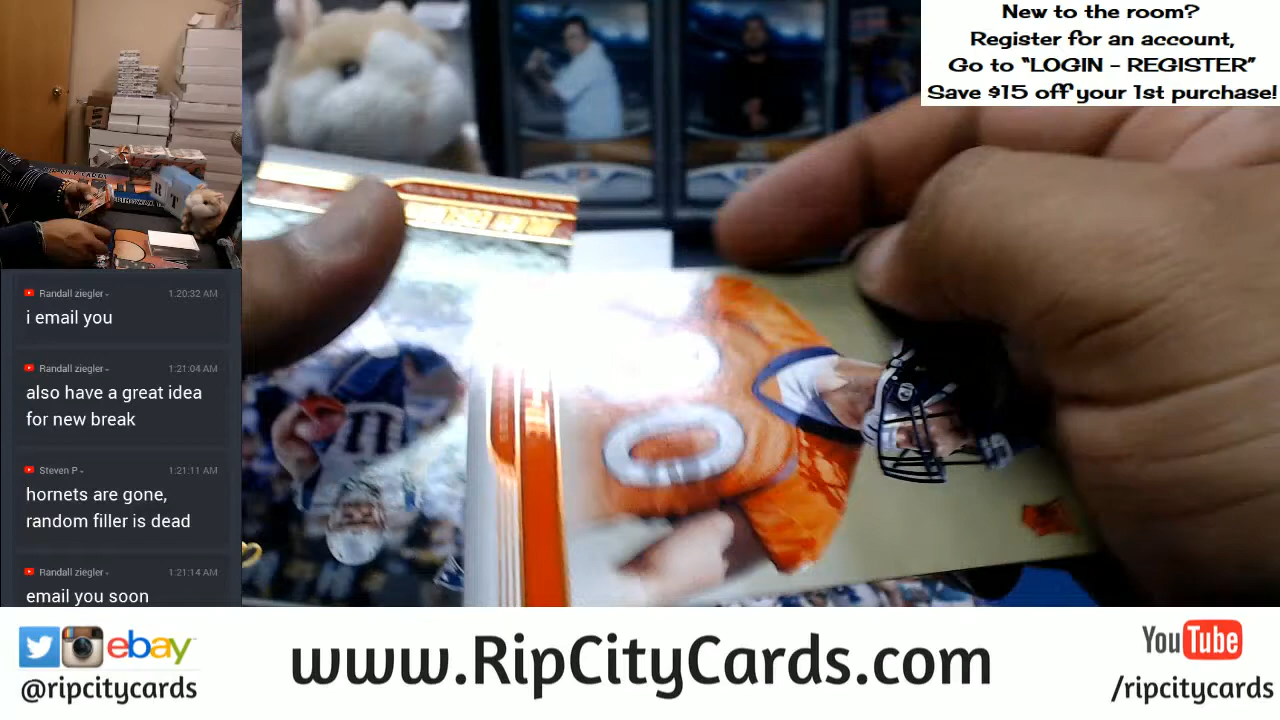 New to the room?
Register for an account,
Go to "LOGIN - REGISTER"
Save $15 off your 1st purchase!
Randall ziegler
1:20:32 AM
i email you
Randall ziegler
1:21:04 AM
also have a great idea
for new break
Steven P
1:21:11 AM
hornets are gone,
random filler is dead
Randall ziegler
1:21:14 AM
email you soon
0
ebay
@ripcitycards
www.RipCityCards.com
YouTube
/ripcitycards